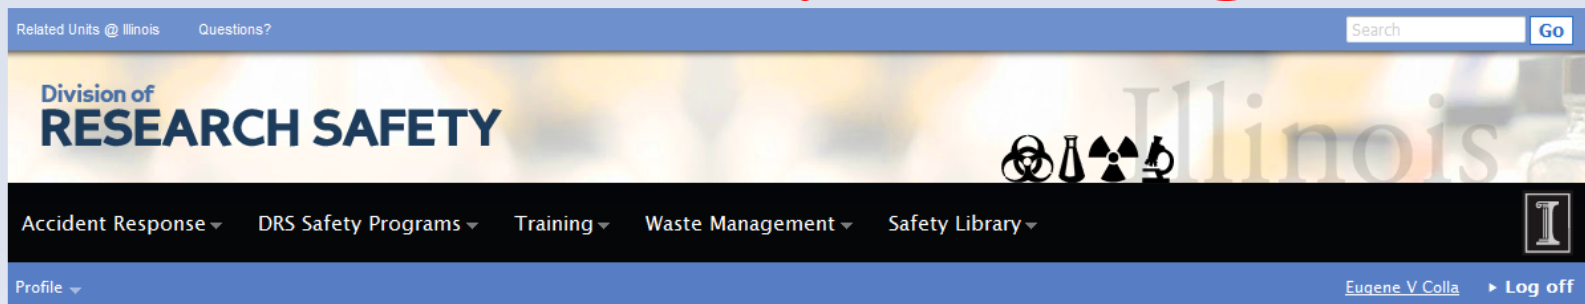 Related Units @ Illinois Questions? Search Go
Division of
RESEARCH SAFETY
Illinois
Accident Response DRS Safety Programs Training Waste Management Safety Library I
Profile Eugene V Colla Log off